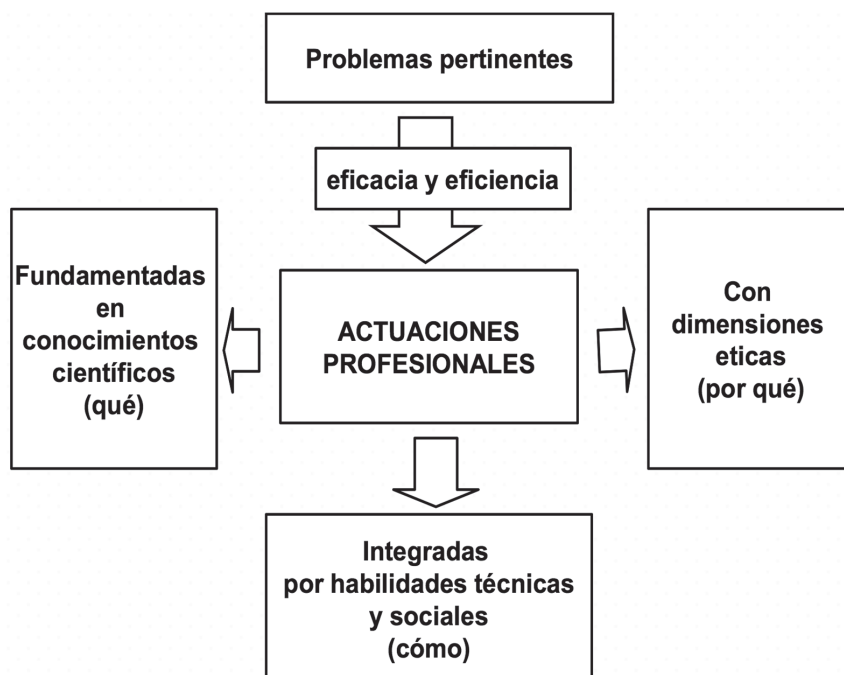 Problemas pertinentes
eficacia y eficiencia
Fundamentadas
en
conocimientos
científicos
(qué)
ACTUACIONES
PROFESIONALES
Con
dimensiones
eticas
(por qué)
Integradas
por habilidades técnicas
y sociales
(cómo)